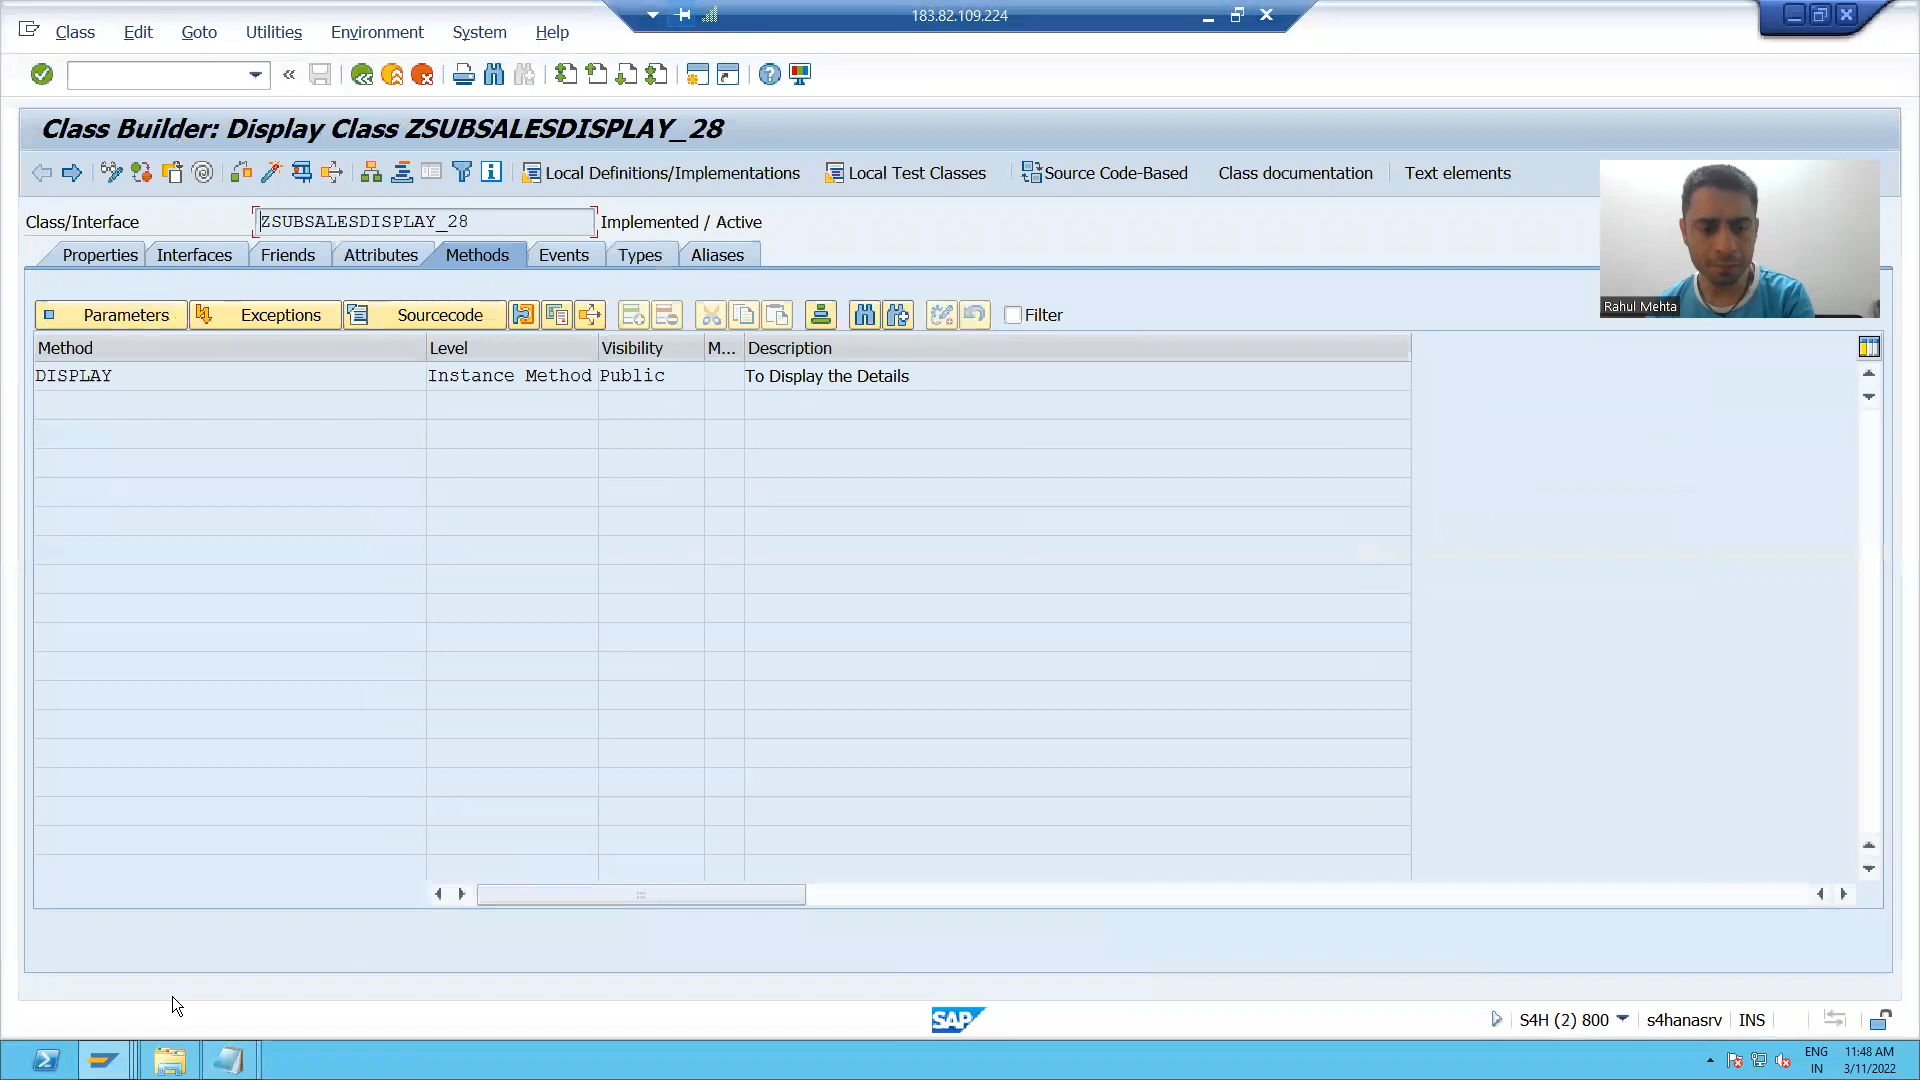 183.82.109.224
Class Edit Goto Utilities Environment System Help
Class Builder: Display Class ZSUBSALESDISPLAY_28
Local Definitions/Implementations Local Test Classes Source Code-Based Class documentation Text elements
Class/Interface ZSUBSALESDISPLAY_28 Implemented / Active
Properties Interfaces Friends Attributes Methods Events Types Aliases
Rahul Mehta
Parameters Exceptions Sourcecode Filter
Method Level Visibility M... Description
DISPLAY Instance Method Public To Display the Details
SAP
S4H (2) 800 s4hanasrv INS
ENG 11:48 AM
IN 3/11/2022